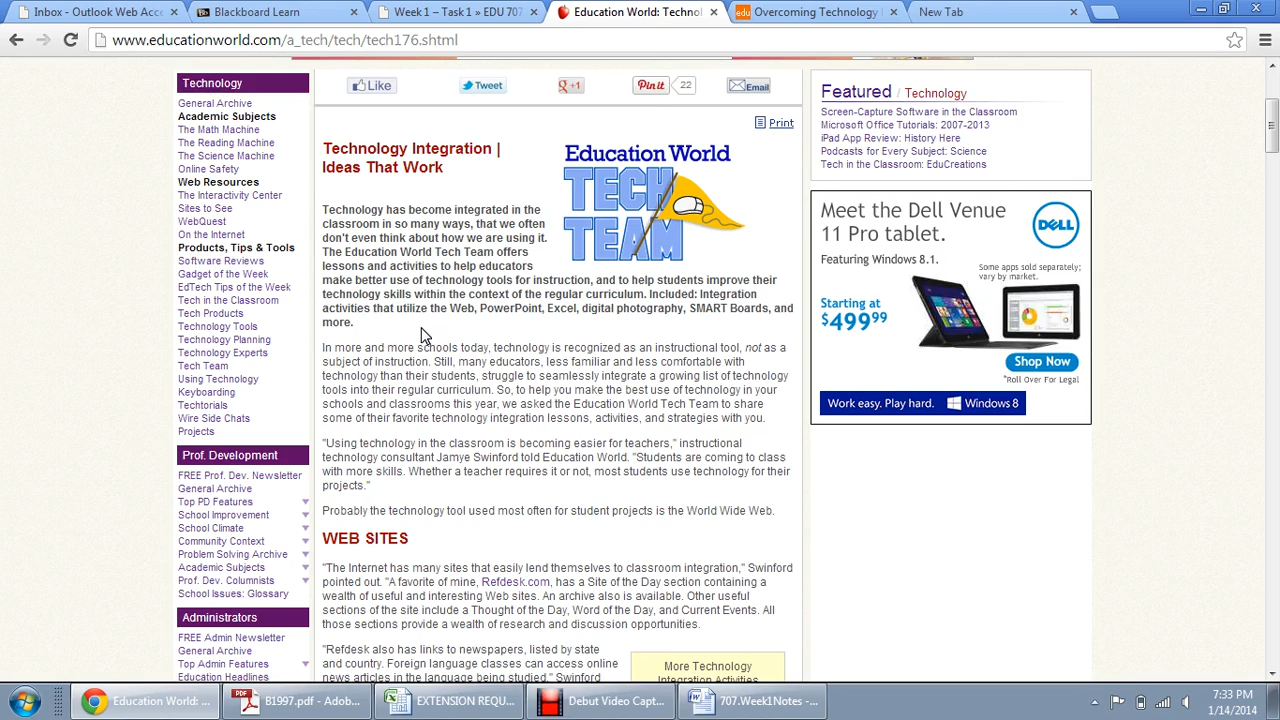 Inbox - Outlook Web Acc
Blackboard Learn
Week 1 – Task 1 » EDU 707
Education World: Technol
Overcoming Technology
New Tab
www.educationworld.com/a_tech/tech/tech176.shtml
Technology
General Archive
Academic Subjects
The Math Machine
The Reading Machine
The Science Machine
Online Safety
Web Resources
The Interactivity Center
Sites to See
WebQuest
On the Internet
Products, Tips & Tools
Software Reviews
Gadget of the Week
EdTech Tips of the Week
Tech in the Classroom
Tech Products
Technology Tools
Technology Planning
Technology Experts
Tech Team
Using Technology
Keyboarding
Techtorials
Wire Side Chats
Projects
Prof. Development
FREE Prof. Dev. Newsletter
General Archive
Top PD Features
School Improvement
School Climate
Community Context
Problem Solving Archive
Academic Subjects
Prof. Dev. Columnists
School Issues: Glossary
Administrators
FREE Admin Newsletter
General Archive
Top Admin Features
Education Headlines
Like
Tweet
+1
Pin it
22
Email
Print
Technology Integration |
Ideas That Work
Education World
TECH
TEAM
Technology has become integrated in the
classroom in so many ways, that we often
don't even think about how we are using it.
The Education World Tech Team offers
lessons and activities to help educators
make better use of technology tools for instruction, and to help students improve their
technology skills within the context of the regular curriculum. Included: Integration
activities that utilize the Web, PowerPoint, Excel, digital photography, SMART Boards, and
more.
In more and more schools today, technology is recognized as an instructional tool, not as a
subject of instruction. Still, many educators, less familiar and less comfortable with
technology than their students, struggle to seamlessly integrate a growing list of technology
tools into their regular curriculum. So, to help you make the best use of technology in your
schools and classrooms this year, we asked the Education World Tech Team to share
some of their favorite technology integration lessons, activities, and strategies with you.
"Using technology in the classroom is becoming easier for teachers," instructional
technology consultant Jamye Swinford told Education World. "Students are coming to class
with more skills. Whether a teacher requires it or not, most students use technology for their
projects."
Probably the technology tool used most often for student projects is the World Wide Web.
WEB SITES
"The Internet has many sites that easily lend themselves to classroom integration," Swinford
pointed out. "A favorite of mine, Refdesk.com, has a Site of the Day section containing a
wealth of useful and interesting Web sites. An archive also is available. Other useful
sections of the site include a Thought of the Day, Word of the Day, and Current Events. All
those sections provide a wealth of research and discussion opportunities.
"Refdesk also has links to newspapers, listed by state
and country. Foreign language classes can access online
news articles in the language being studied." Swinford
More Technology
Integration Activities
Featured / Technology
Screen-Capture Software in the Classroom
Microsoft Office Tutorials: 2007-2013
iPad App Review: History Here
Podcasts for Every Subject: Science
Tech in the Classroom: EduCreations
Meet the Dell Venue
11 Pro tablet.
DELL
Featuring Windows 8.1.
Some apps sold separately;
vary by market.
Starting at
$499.99
Shop Now
*Roll Over For Legal
Work easy. Play hard.
Windows 8
Education World: ...
B1997.pdf - Adob...
EXTENSION REQU...
Debut Video Capt...
707.Week1Notes - ...
7:33 PM
1/14/2014